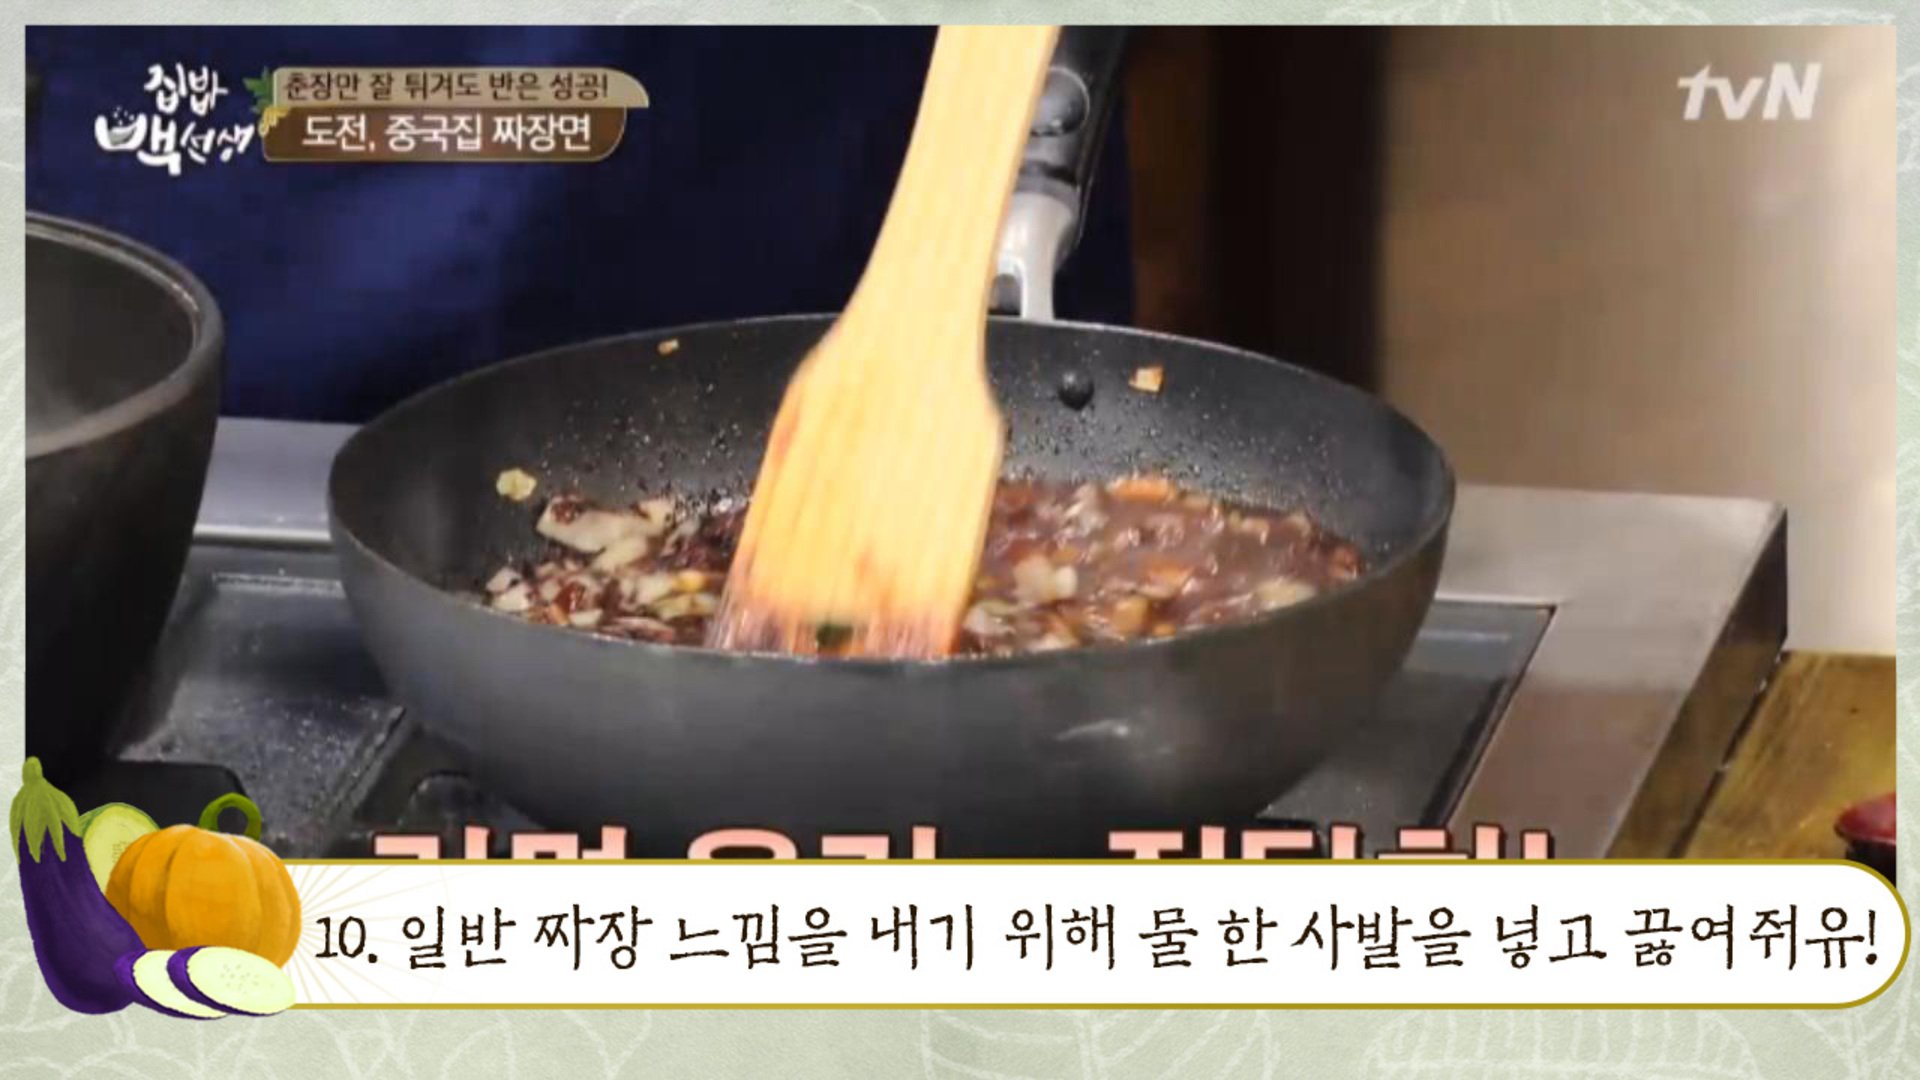 집밥
백선생
춘장만 잘 튀겨도 반은 성공!
도전, 중국집 짜장면
tvN
10. 일반 짜장 느낌을 내기 위해 물 한 사발을 넣고 끓여줘유!